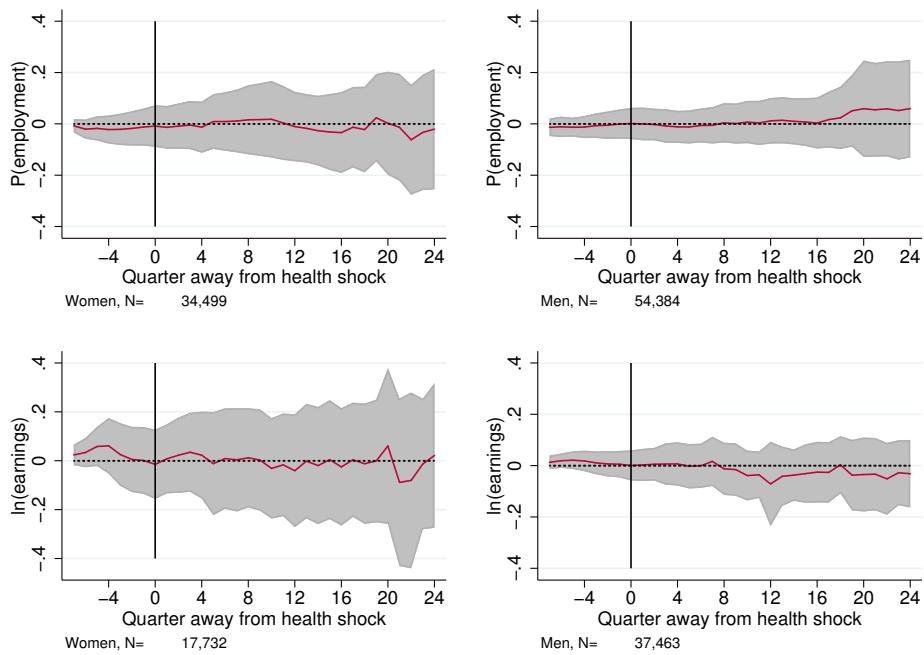 P(employment)
.4
.2
0
-.2
-.4
-4 0 4 8 12 16 20 24
Quarter away from health shock
Women, N= 34,499
P(employment)
.4
.2
0
-.2
-.4
-4 0 4 8 12 16 20 24
Quarter away from health shock
Men, N= 54,384
ln(earnings)
.4
.2
0
-.2
-.4
-4 0 4 8 12 16 20 24
Quarter away from health shock
Women, N= 17,732
ln(earnings)
.4
.2
0
-.2
-.4
-4 0 4 8 12 16 20 24
Quarter away from health shock
Men, N= 37,463